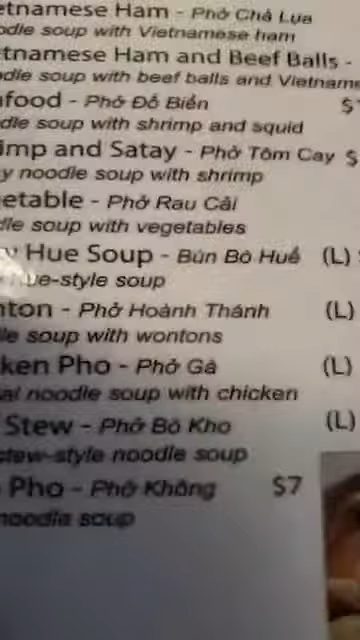 etnamese Ham - Phở Chả Lụa
odle soup with Vietnamese ham
etnamese Ham and Beef Balls -
odle soup with beef balls and Vietname
afood - Phở Đồ Biển $
dle soup with shrimp and squid
imp and Satay - Phở Tôm Cay $
y noodle soup with shrimp
etable - Phở Rau Cải
dle soup with vegetables
y Hue Soup - Bún Bò Huế (L)
ue-style soup
nton - Phở Hoành Thánh (L)
le soup with wontons
ken Pho - Phở Gà (L)
al noodle soup with chicken
Stew - Phở Bò Kho (L)
stew-style noodle soup
Pho - Phở Không $7
noodle soup